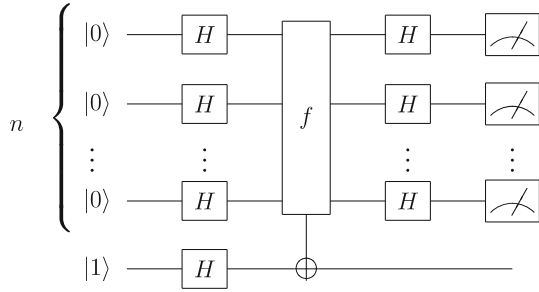 |0⟩ H H
|0⟩ H f H
n
⋮ ⋮ ⋮ ⋮
|0⟩ H H
|1⟩ H